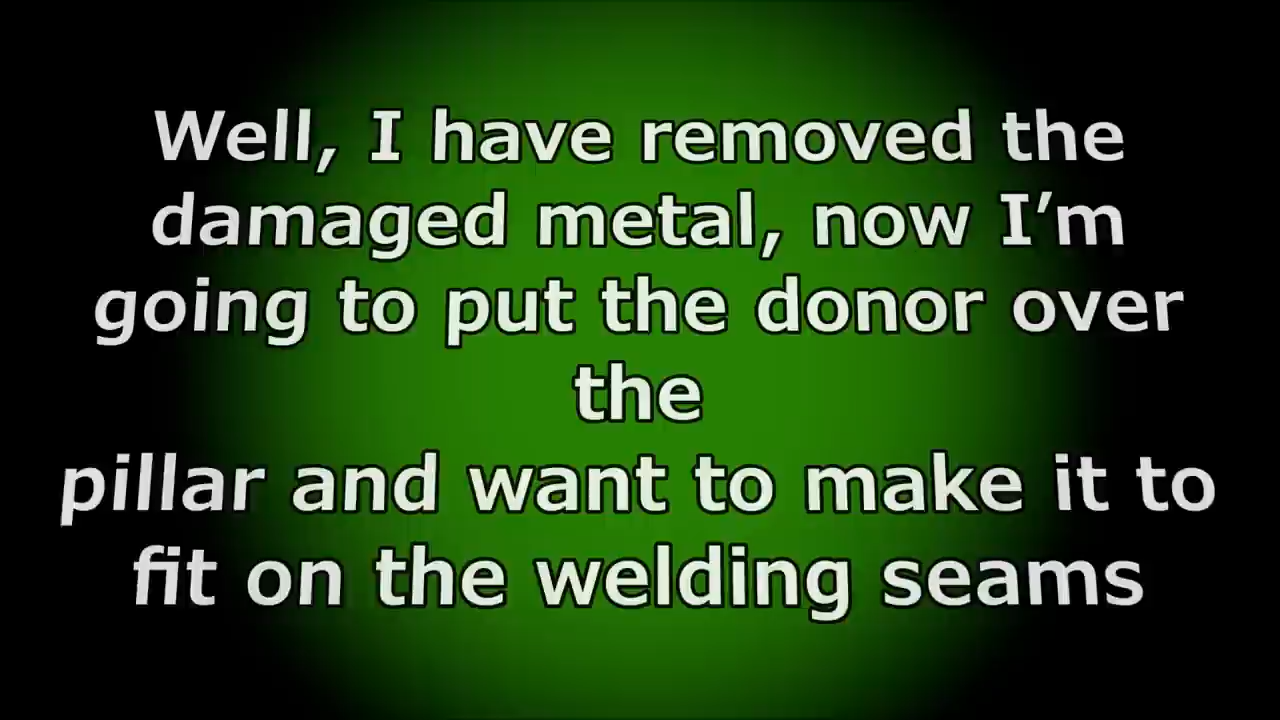 Well, I have removed the
damaged metal, now I’m
going to put the donor over
the
pillar and want to make it to
fit on the welding seams